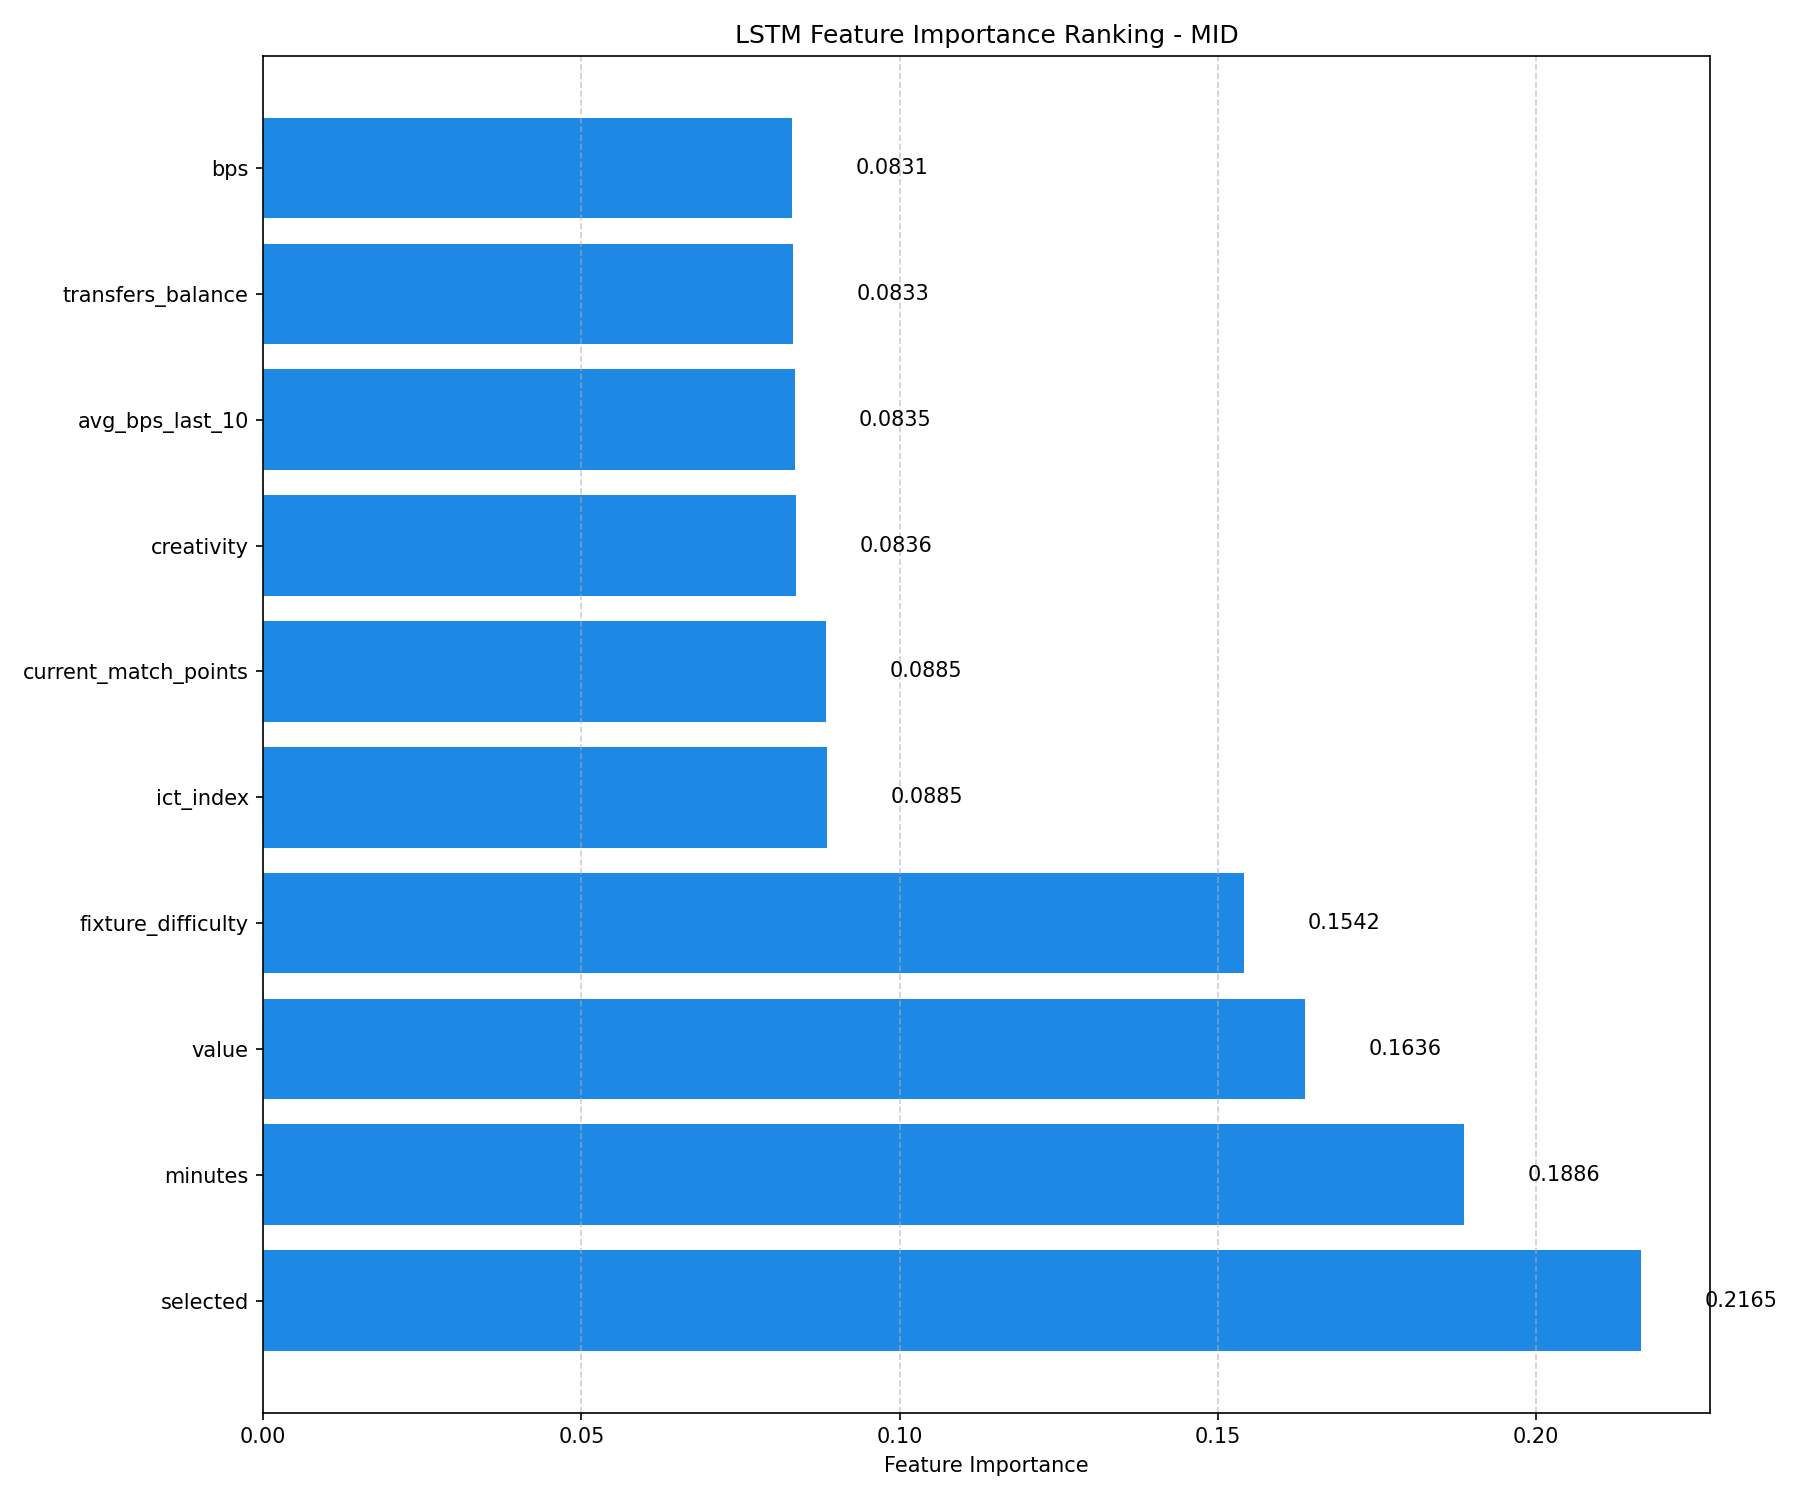 LSTM Feature Importance Ranking - MID
bps 0.0831
transfers_balance 0.0833
avg_bps_last_10 0.0835
creativity 0.0836
current_match_points 0.0885
ict_index 0.0885
fixture_difficulty 0.1542
value 0.1636
minutes 0.1886
selected 0.2165
0.00 0.05 0.10 0.15 0.20
Feature Importance